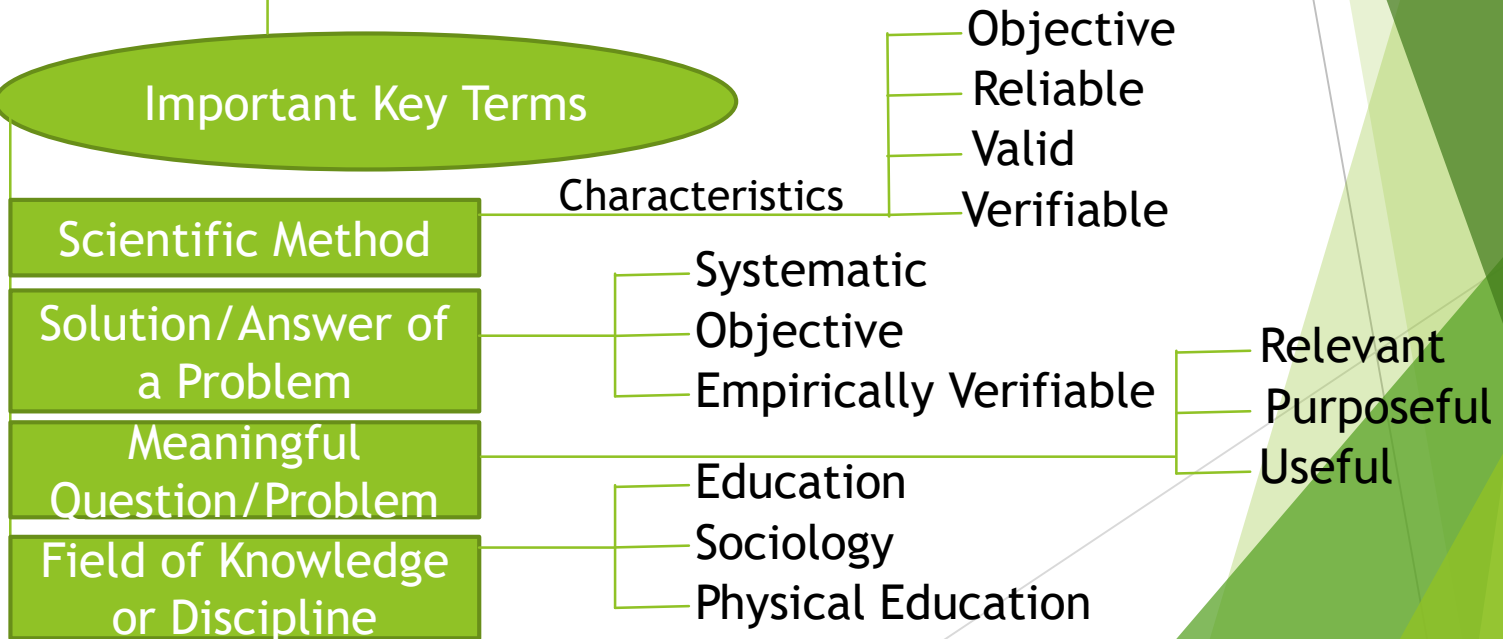 Important Key Terms
Scientific Method
Characteristics
Objective
Reliable
Valid
Verifiable
Solution/Answer of
a Problem
Systematic
Objective
Empirically Verifiable
Meaningful
Question/Problem
Relevant
Purposeful
Useful
Field of Knowledge
or Discipline
Education
Sociology
Physical Education